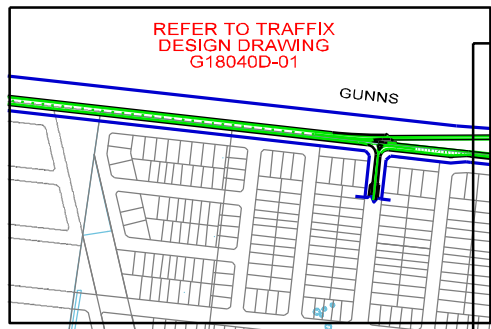 REFER TO TRAFFIX
DESIGN DRAWING
G18040D-01
GUNNS